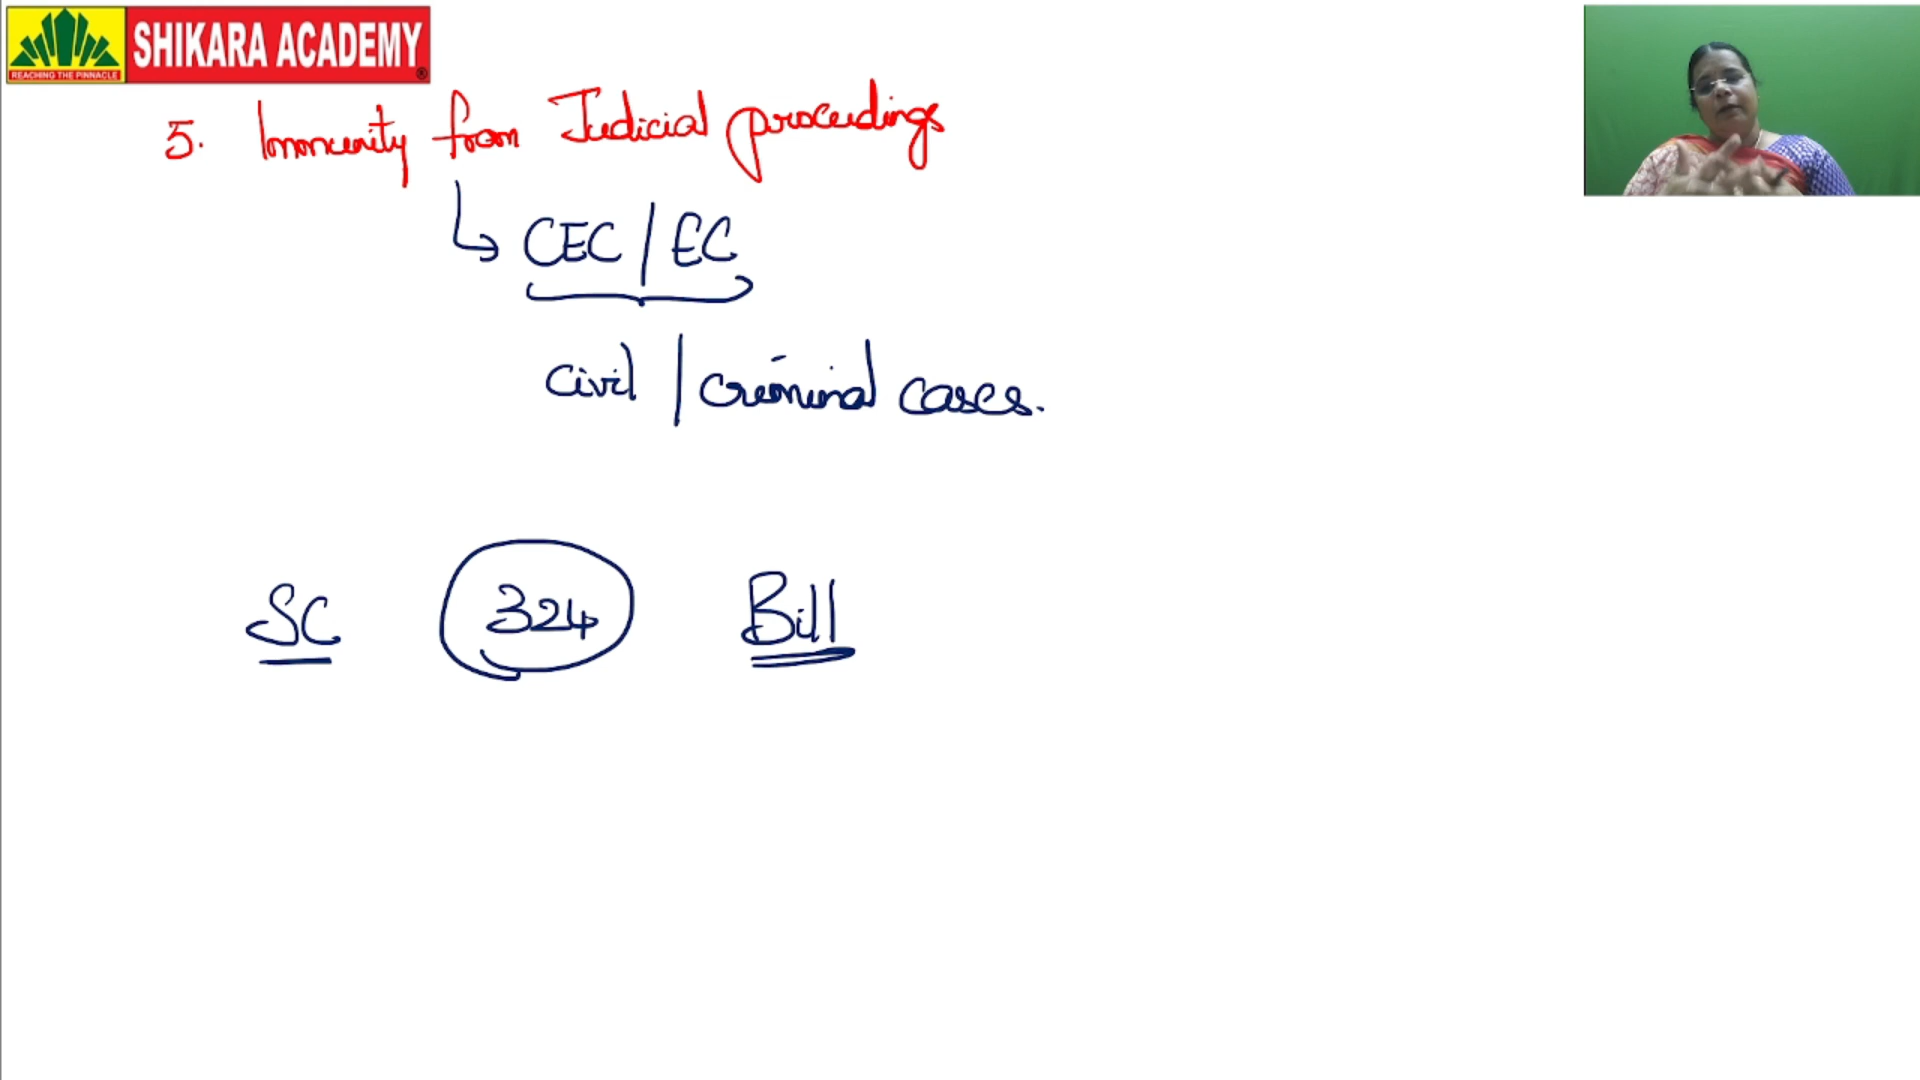 SHIKARA ACADEMY
REACHING THE PINNACLE
5. Immunity from Judicial proceedings
CEC / EC
civil / criminal cases.
SC 324 Bill